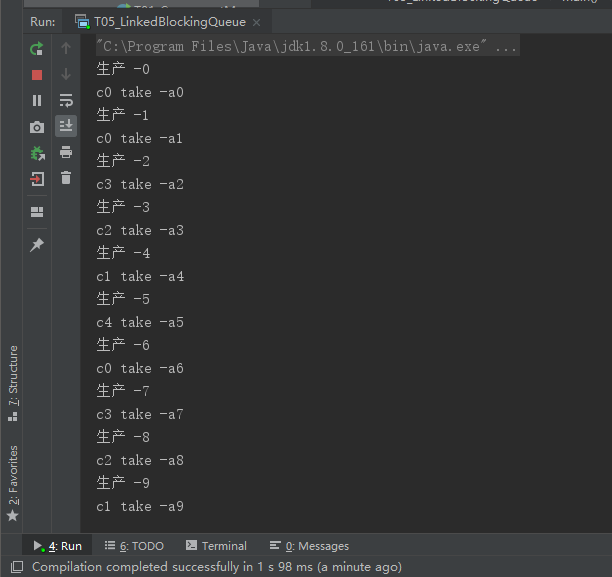 Run: T05_LinkedBlockingQueue
"C:\Program Files\Java\jdk1.8.0_161\bin\java.exe" ...
生产 -0
c0 take -a0
生产 -1
c0 take -a1
生产 -2
c3 take -a2
生产 -3
c2 take -a3
生产 -4
c1 take -a4
生产 -5
c4 take -a5
生产 -6
c0 take -a6
生产 -7
c3 take -a7
生产 -8
c2 take -a8
生产 -9
c1 take -a9
7: Structure
2: Favorites
4: Run 6: TODO Terminal 0: Messages
Compilation completed successfully in 1 s 98 ms (a minute ago)